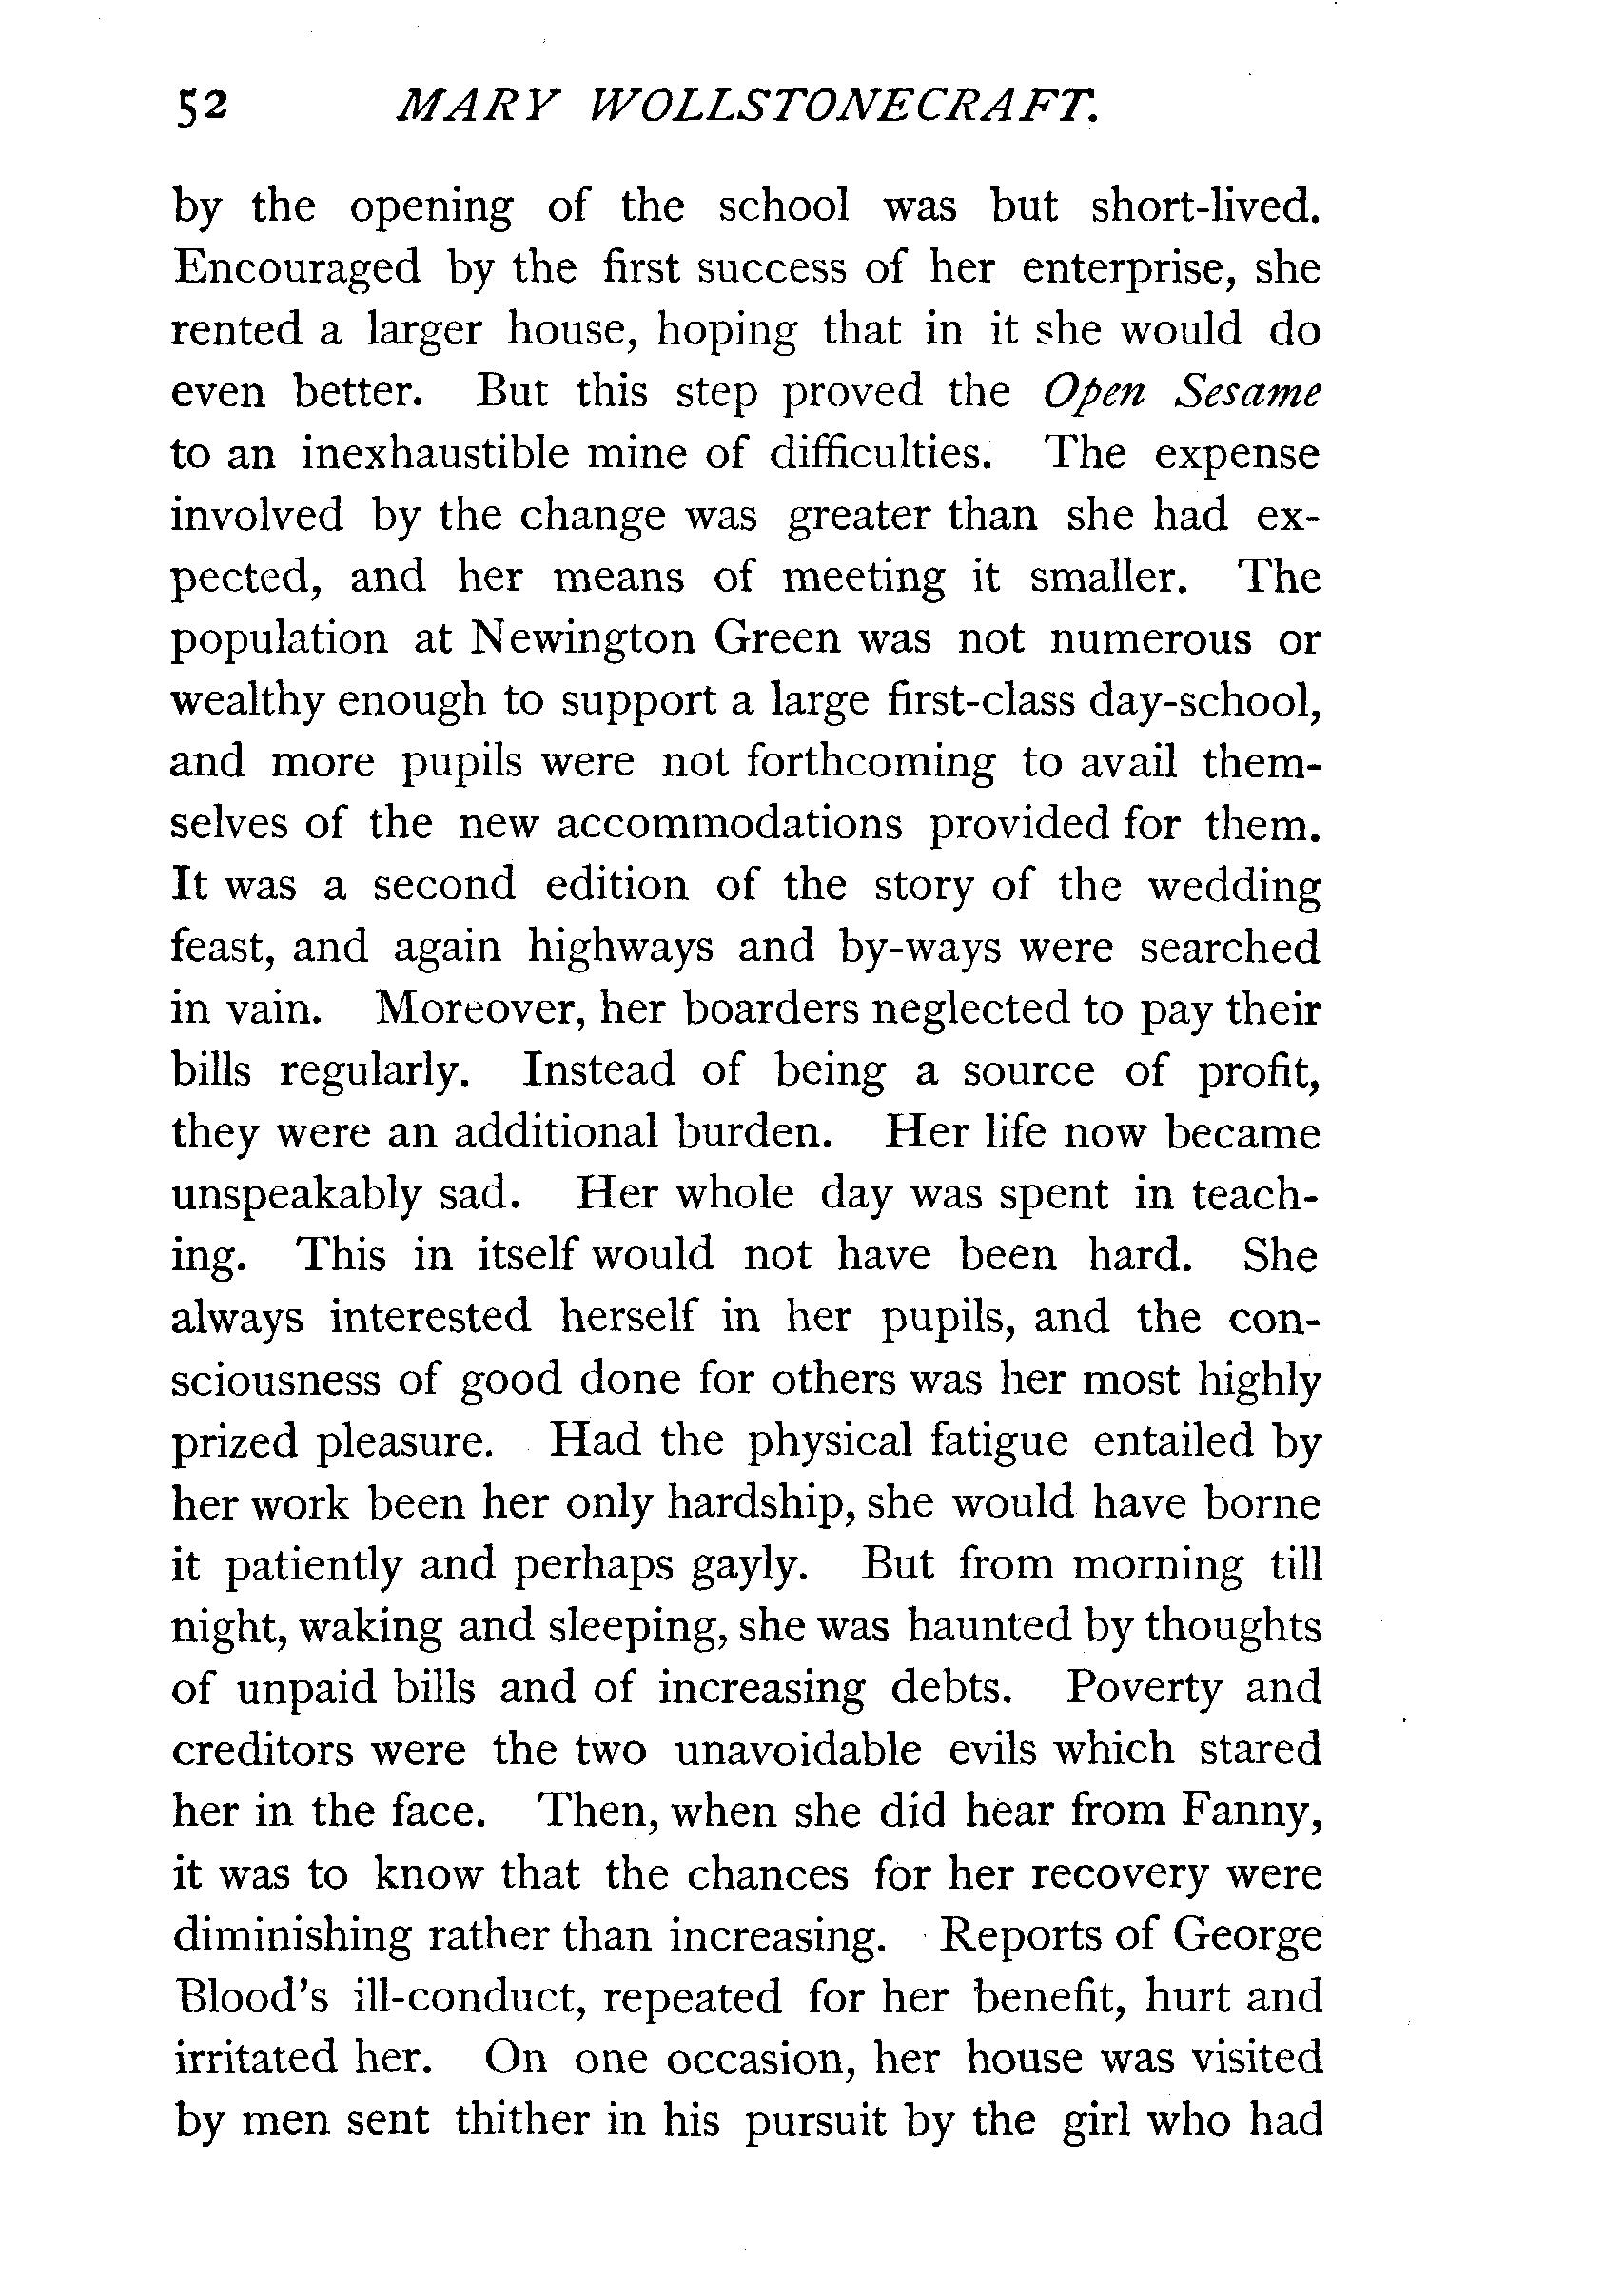 52 MARY WOLLSTONECRAFT.
by the opening of the school was but short-lived.
Encouraged by the first success of her enterprise, she
rented a larger house, hoping that in it she would do
even better. But this step proved the Open Sesame
to an inexhaustible mine of difficulties. The expense
involved by the change was greater than she had ex-
pected, and her means of meeting it smaller. The
population at Newington Green was not numerous or
wealthy enough to support a large first-class day-school,
and more pupils were not forthcoming to avail them-
selves of the new accommodations provided for them.
It was a second edition of the story of the wedding
feast, and again highways and by-ways were searched
in vain. Moreover, her boarders neglected to pay their
bills regularly. Instead of being a source of profit,
they were an additional burden. Her life now became
unspeakably sad. Her whole day was spent in teach-
ing. This in itself would not have been hard. She
always interested herself in her pupils, and the con-
sciousness of good done for others was her most highly
prized pleasure. Had the physical fatigue entailed by
her work been her only hardship, she would have borne
it patiently and perhaps gayly. But from morning till
night, waking and sleeping, she was haunted by thoughts
of unpaid bills and of increasing debts. Poverty and
creditors were the two unavoidable evils which stared
her in the face. Then, when she did hear from Fanny,
it was to know that the chances for her recovery were
diminishing rather than increasing. Reports of George
Blood's ill-conduct, repeated for her benefit, hurt and
irritated her. On one occasion, her house was visited
by men sent thither in his pursuit by the girl who had